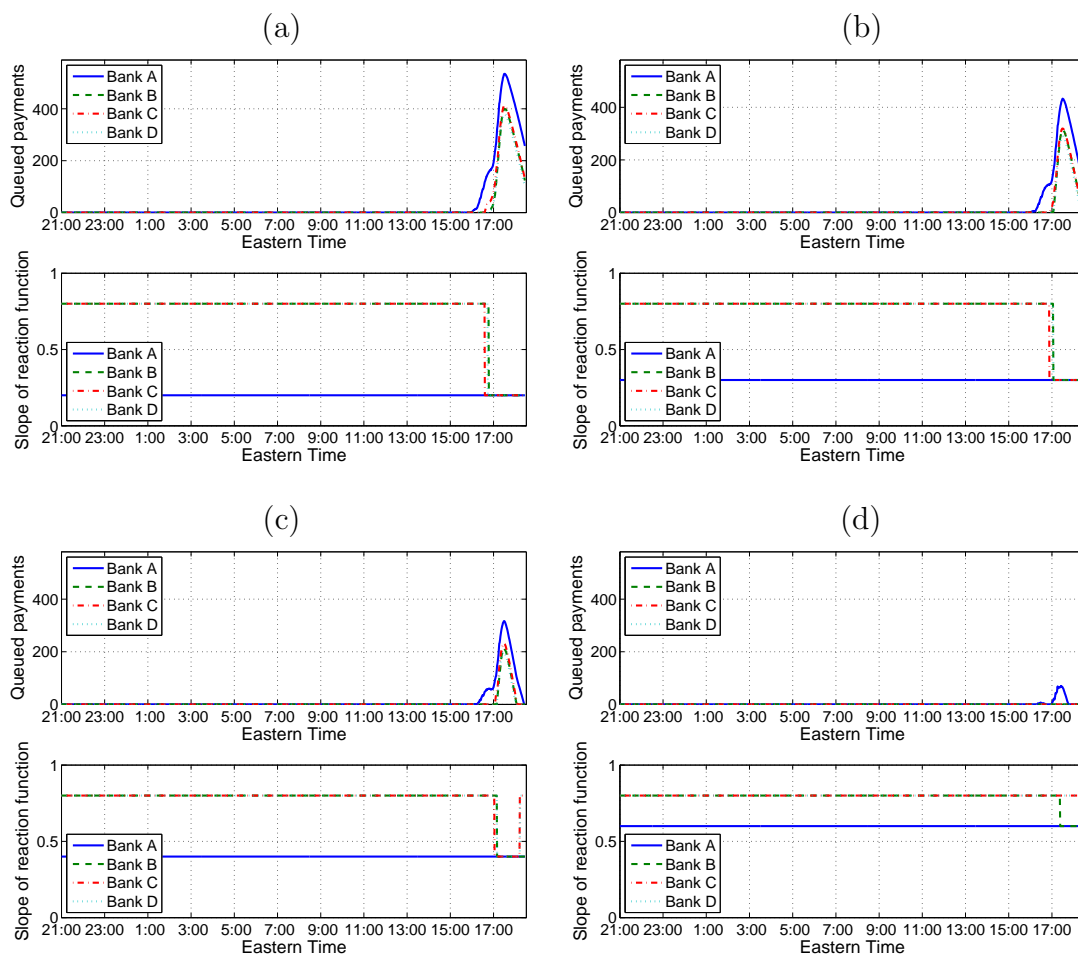 (a)
Queued payments
400
200
0
Bank A
Bank B
Bank C
Bank D
21:00 23:00 1:00 3:00 5:00 7:00 9:00 11:00 13:00 15:00 17:00
Eastern Time
Slope of reaction function
1
0.5
0
Bank A
Bank B
Bank C
Bank D
21:00 23:00 1:00 3:00 5:00 7:00 9:00 11:00 13:00 15:00 17:00
Eastern Time
(b)
Queued payments
400
200
0
Bank A
Bank B
Bank C
Bank D
21:00 23:00 1:00 3:00 5:00 7:00 9:00 11:00 13:00 15:00 17:00
Eastern Time
Slope of reaction function
1
0.5
0
Bank A
Bank B
Bank C
Bank D
21:00 23:00 1:00 3:00 5:00 7:00 9:00 11:00 13:00 15:00 17:00
Eastern Time
(c)
Queued payments
400
200
0
Bank A
Bank B
Bank C
Bank D
21:00 23:00 1:00 3:00 5:00 7:00 9:00 11:00 13:00 15:00 17:00
Eastern Time
Slope of reaction function
1
0.5
0
Bank A
Bank B
Bank C
Bank D
21:00 23:00 1:00 3:00 5:00 7:00 9:00 11:00 13:00 15:00 17:00
Eastern Time
(d)
Queued payments
400
200
0
Bank A
Bank B
Bank C
Bank D
21:00 23:00 1:00 3:00 5:00 7:00 9:00 11:00 13:00 15:00 17:00
Eastern Time
Slope of reaction function
1
0.5
0
Bank A
Bank B
Bank C
Bank D
21:00 23:00 1:00 3:00 5:00 7:00 9:00 11:00 13:00 15:00 17:00
Eastern Time